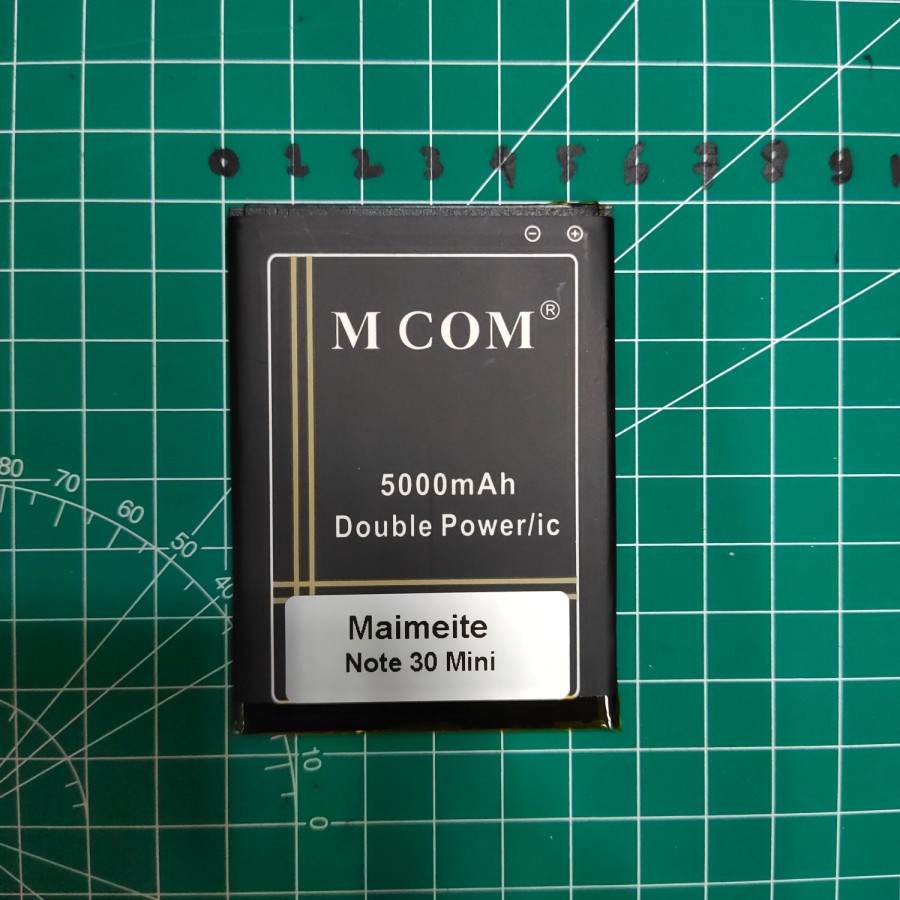 0 1 2 3 4 5 6 7 8 9
⊖ ⊕
M COM®
5000mAh
Double Power/ic
Maimeite
Note 30 Mini
80
70
60
50
40
10
0